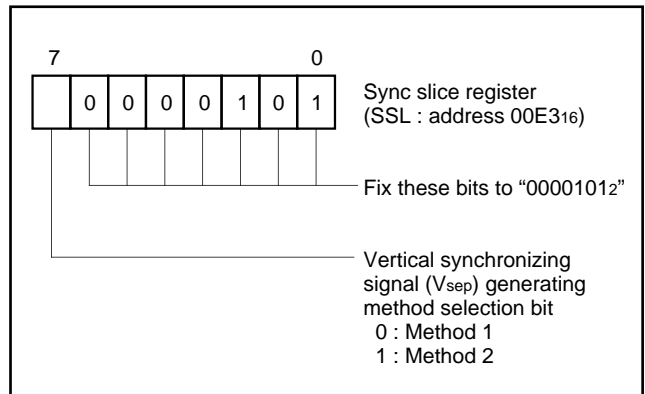 7 0
0 0 0 0 1 0 1
Sync slice register
(SSL : address 00E316)
Fix these bits to “00001012”
Vertical synchronizing
signal (Vsep) generating
method selection bit
0 : Method 1
1 : Method 2